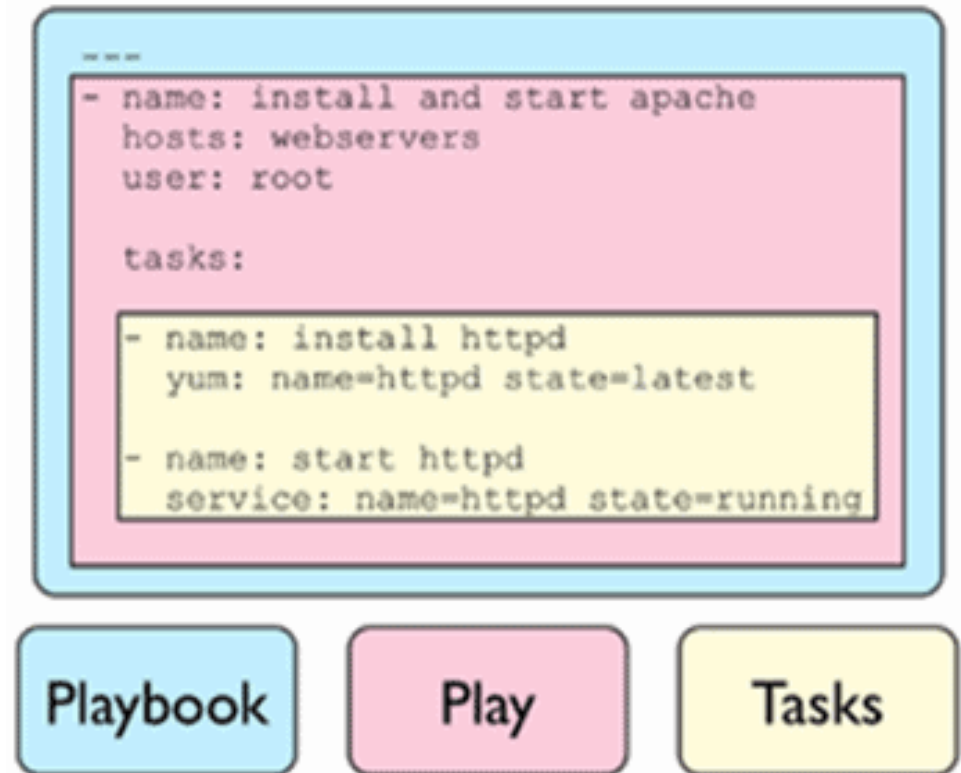 ---
- name: install and start apache
hosts: webservers
user: root
tasks:
- name: install httpd
yum: name=httpd state=latest
- name: start httpd
service: name=httpd state=running
Playbook
Play
Tasks